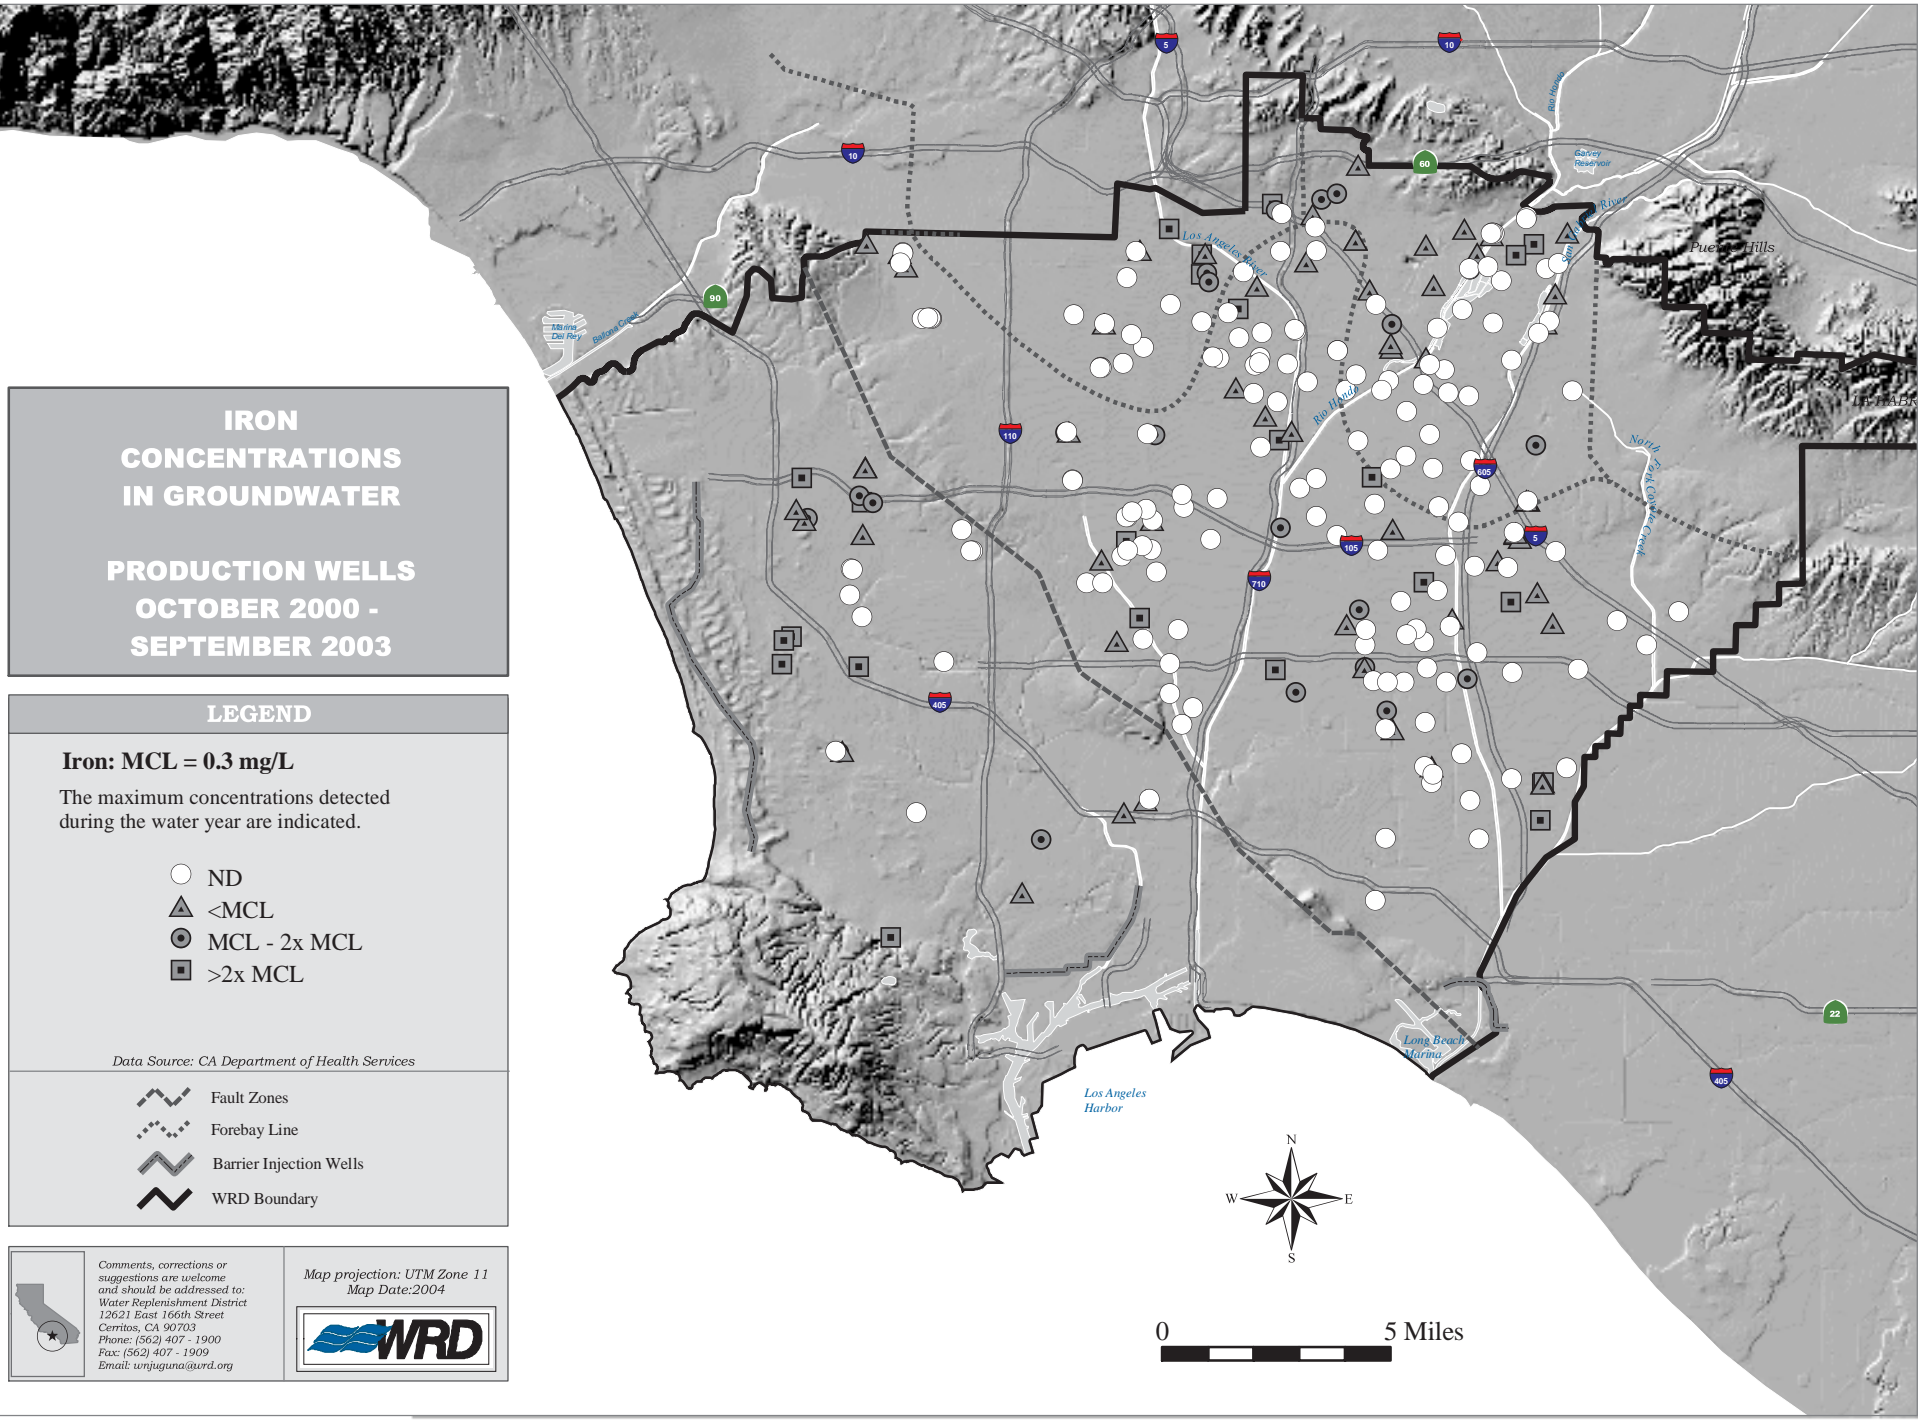 IRON
CONCENTRATIONS
IN GROUNDWATER
PRODUCTION WELLS
OCTOBER 2000 -
SEPTEMBER 2003
LEGEND
Iron: MCL = 0.3 mg/L
The maximum concentrations detected
during the water year are indicated.
ND
<MCL
MCL - 2x MCL
>2x MCL
Data Source: CA Department of Health Services
Fault Zones
Forebay Line
Barrier Injection Wells
WRD Boundary
Comments, corrections or
suggestions are welcome
and should be addressed to:
Water Replenishment District
12621 East 166th Street
Cerritos, CA 90703
Phone: (562) 407 - 1900
Fax: (562) 407 - 1909
Email: wnjuguna@wrd.org
Map projection: UTM Zone 11
Map Date:2004
WRD
5
10
Rio Hondo
10
60
Garvey
Reservoir
River
Los Angeles River
Puente Hills
90
Marina
Del Rey
Ballona Creek
Rio Hondo
110
North Fork Coyote Creek
605
105
5
710
405
22
Long Beach
Marina
405
Los Angeles
Harbor
N
W
E
S
0
5 Miles